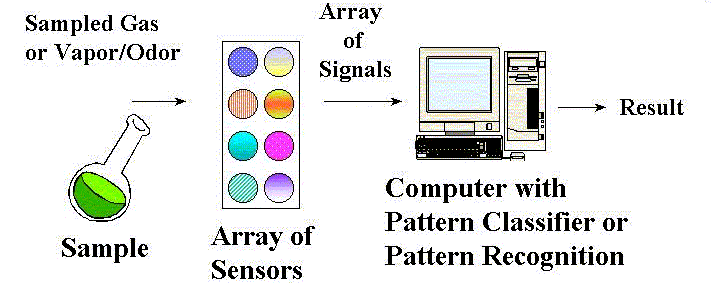 Sampled Gas
or Vapor/Odor
Sample
Array of
Sensors
Array
of
Signals
Computer with
Pattern Classifier or
Pattern Recognition
Result